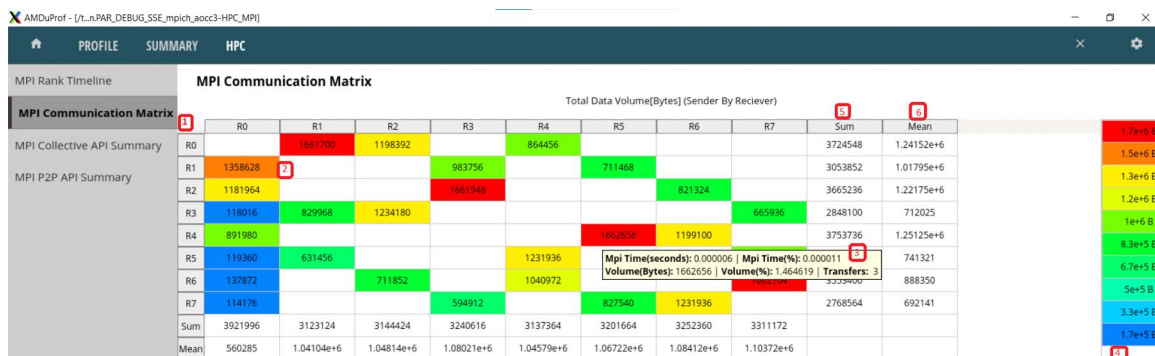 AMDuProf - [/t...n.PAR_DEBUG_SSE_mpich_aocc3-HPC_MPI]
PROFILE SUMMARY HPC
MPI Rank Timeline
MPI Communication Matrix
MPI Collective API Summary
MPI P2P API Summary
MPI Communication Matrix
Total Data Volume[Bytes] (Sender By Reciever)
1 5 6
R0 R1 R2 R3 R4 R5 R6 R7 Sum Mean
R0 1661700 1198392 864456 3724548 1.24152e+6
R1 1358628 2 983756 711468 3053852 1.01795e+6
R2 1181964 1661948 821324 3665236 1.22175e+6
R3 118016 829968 1234180 665936 2848100 712025
R4 891980 1662656 1199100 3753736 1.25125e+6
R5 119360 631456 1231936 741321
Mpi Time(seconds): 0.000006 | Mpi Time(%): 0.000011 3
Volume(Bytes): 1662656 | Volume(%): 1.464619 | Transfers: 3
R6 137872 711852 1040972 888350
R7 114176 594912 827540 1231936 2768564 692141
Sum 3921996 3123124 3144424 3240616 3137364 3201664 3252360 3311172
Mean 560285 1.04104e+6 1.04814e+6 1.08021e+6 1.04579e+6 1.06722e+6 1.08412e+6 1.10372e+6
1.7e+6 B
1.5e+6 B
1.3e+6 B
1.2e+6 B
1e+6 B
8.3e+5 B
6.7e+5 B
5e+5 B
3.3e+5 B
1.7e+5 B
4